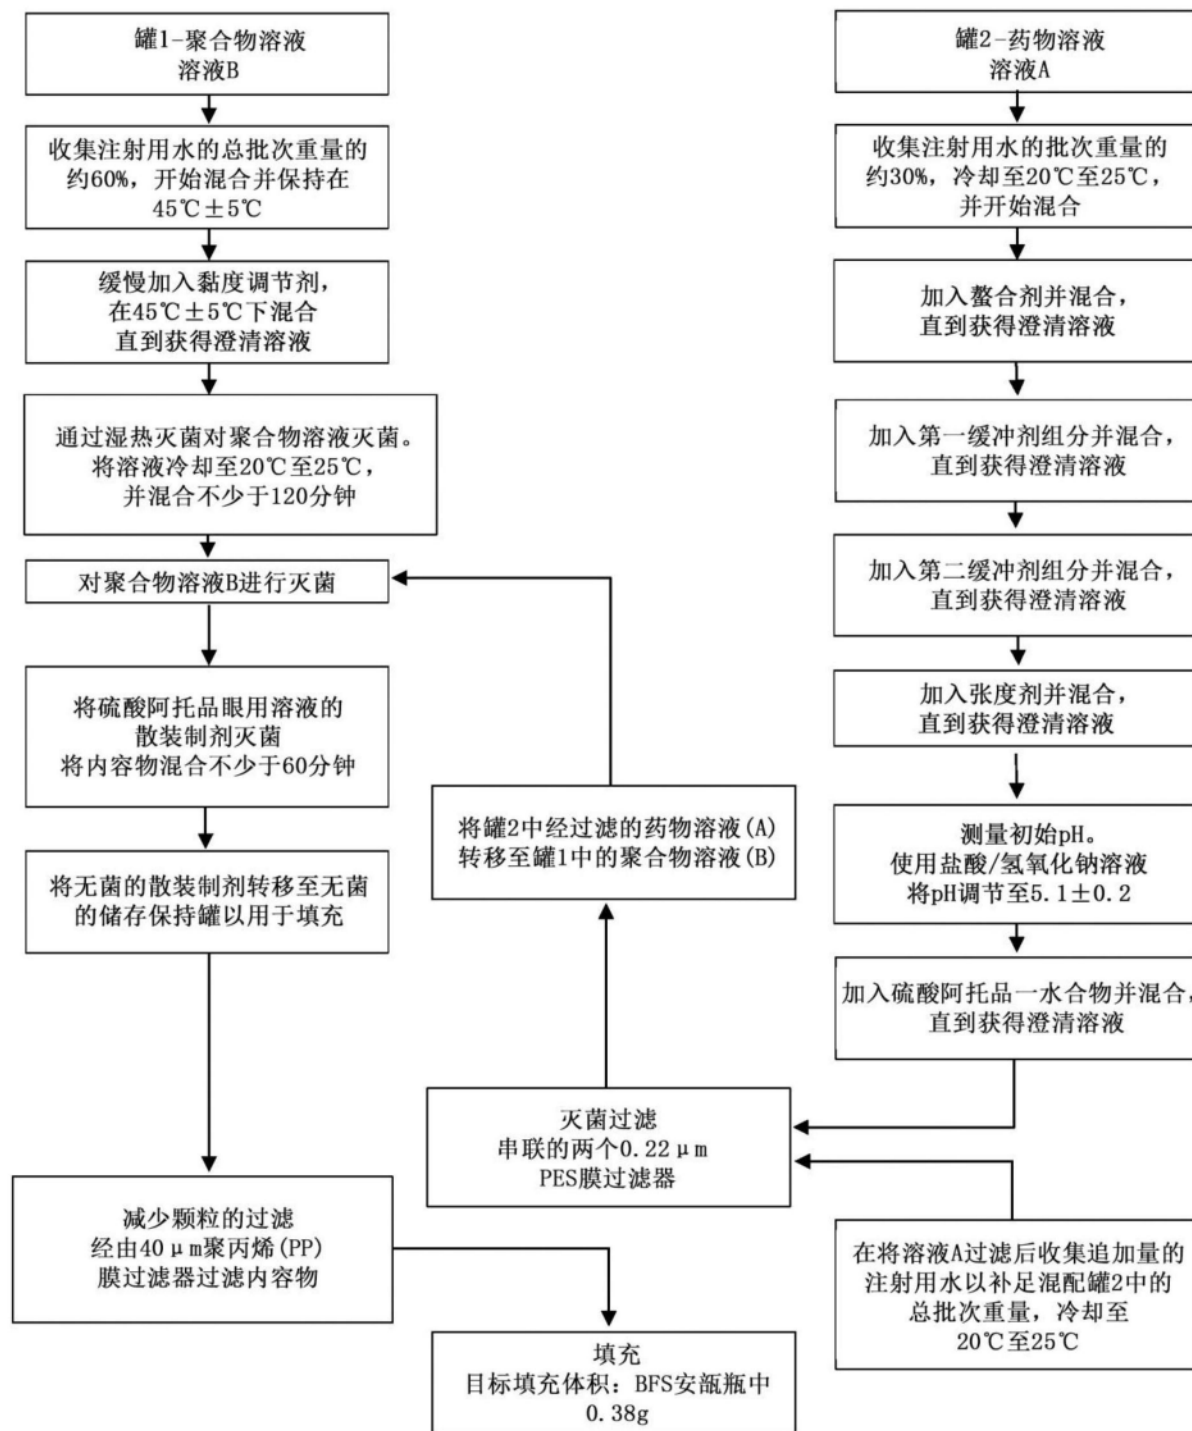 罐1-聚合物溶液
溶液B
收集注射用水的总批次重量的
约60%，开始混合并保持在
45℃±5℃
缓慢加入黏度调节剂，
在45℃±5℃下混合
直到获得澄清溶液
通过湿热灭菌对聚合物溶液灭菌。
将溶液冷却至20℃至25℃，
并混合不少于120分钟
对聚合物溶液B进行灭菌
将硫酸阿托品眼用溶液的
散装制剂灭菌
将内容物混合不少于60分钟
将无菌的散装制剂转移至无菌
的储存保持罐以用于填充
减少颗粒的过滤
经由40μm聚丙烯(PP)
膜过滤器过滤内容物
罐2-药物溶液
溶液A
收集注射用水的批次重量的
约30%，冷却至20℃至25℃，
并开始混合
加入螯合剂并混合，
直到获得澄清溶液
加入第一缓冲剂组分并混合，
直到获得澄清溶液
加入第二缓冲剂组分并混合，
直到获得澄清溶液
加入张度剂并混合，
直到获得澄清溶液
测量初始pH。
使用盐酸/氢氧化钠溶液
将pH调节至5.1±0.2
加入硫酸阿托品一水合物并混合，
直到获得澄清溶液
在将溶液A过滤后收集追加量的
注射用水以补足混配罐2中的
总批次重量，冷却至
20℃至25℃
灭菌过滤
串联的两个0.22μm
PES膜过滤器
将罐2中经过滤的药物溶液(A)
转移至罐1中的聚合物溶液(B)
填充
目标填充体积：BFS安瓿瓶中
0.38g